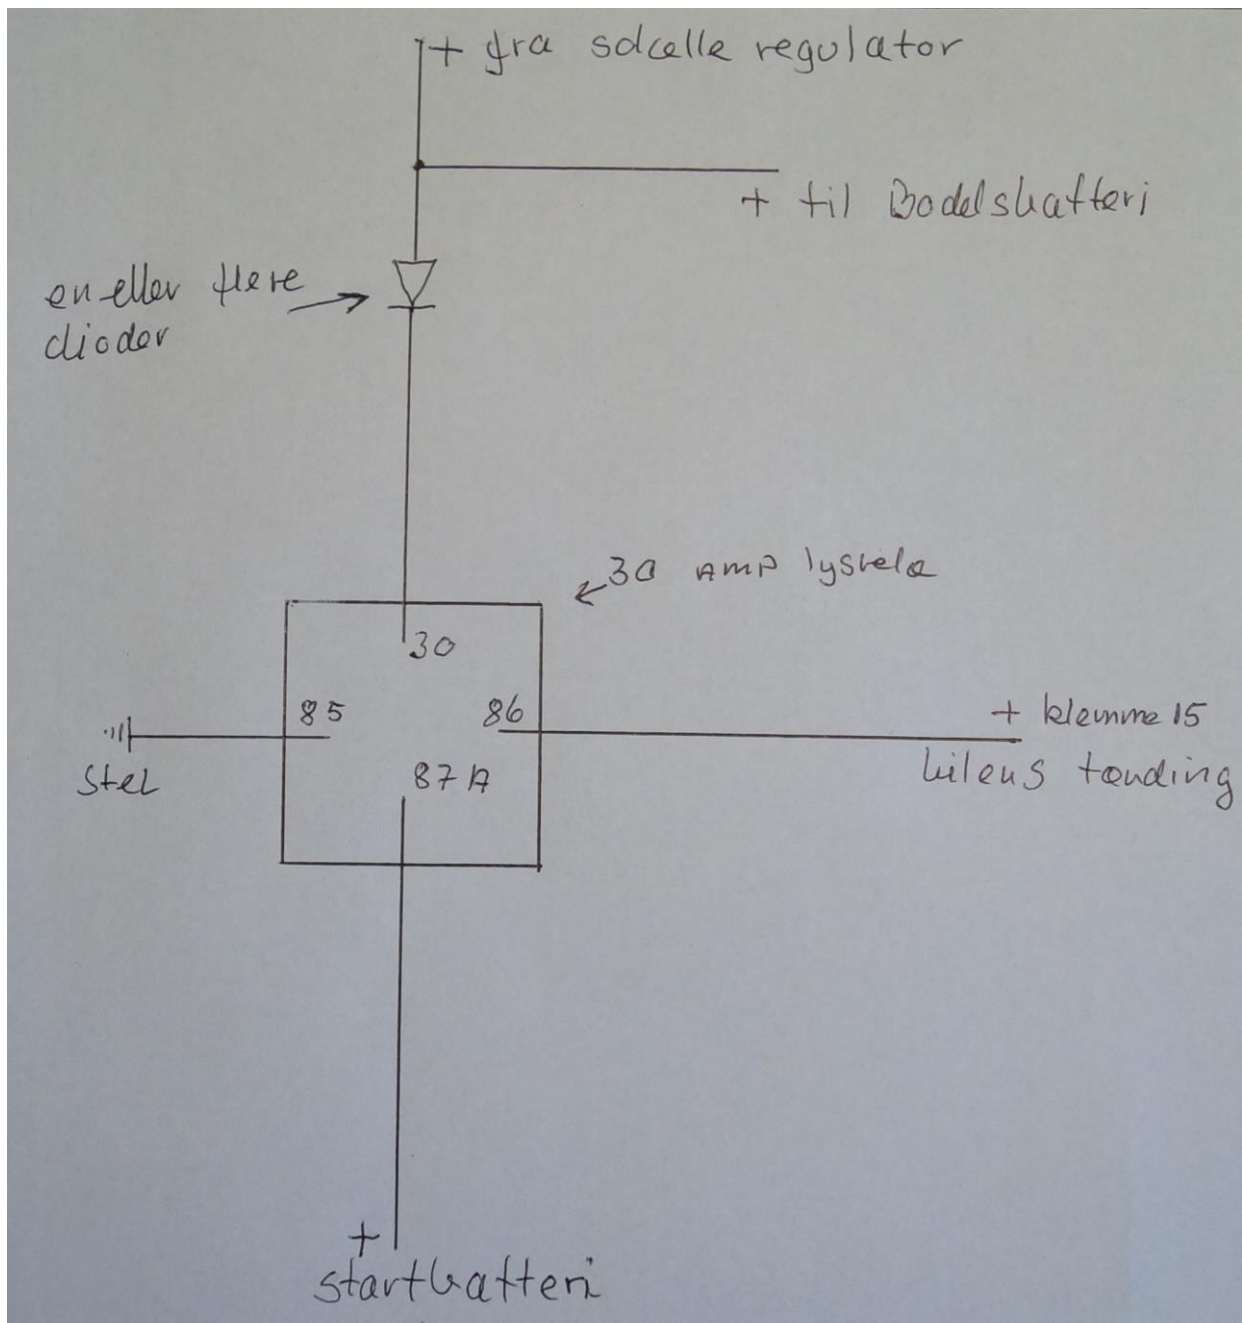 + fra solcelle regulator
+ til Bodelsbatteri
en eller flere
dioder
30 AMP lysrelæ
30
85
86
87A
+ klemme 15
bilens tænding
Stel
+
startbatteri